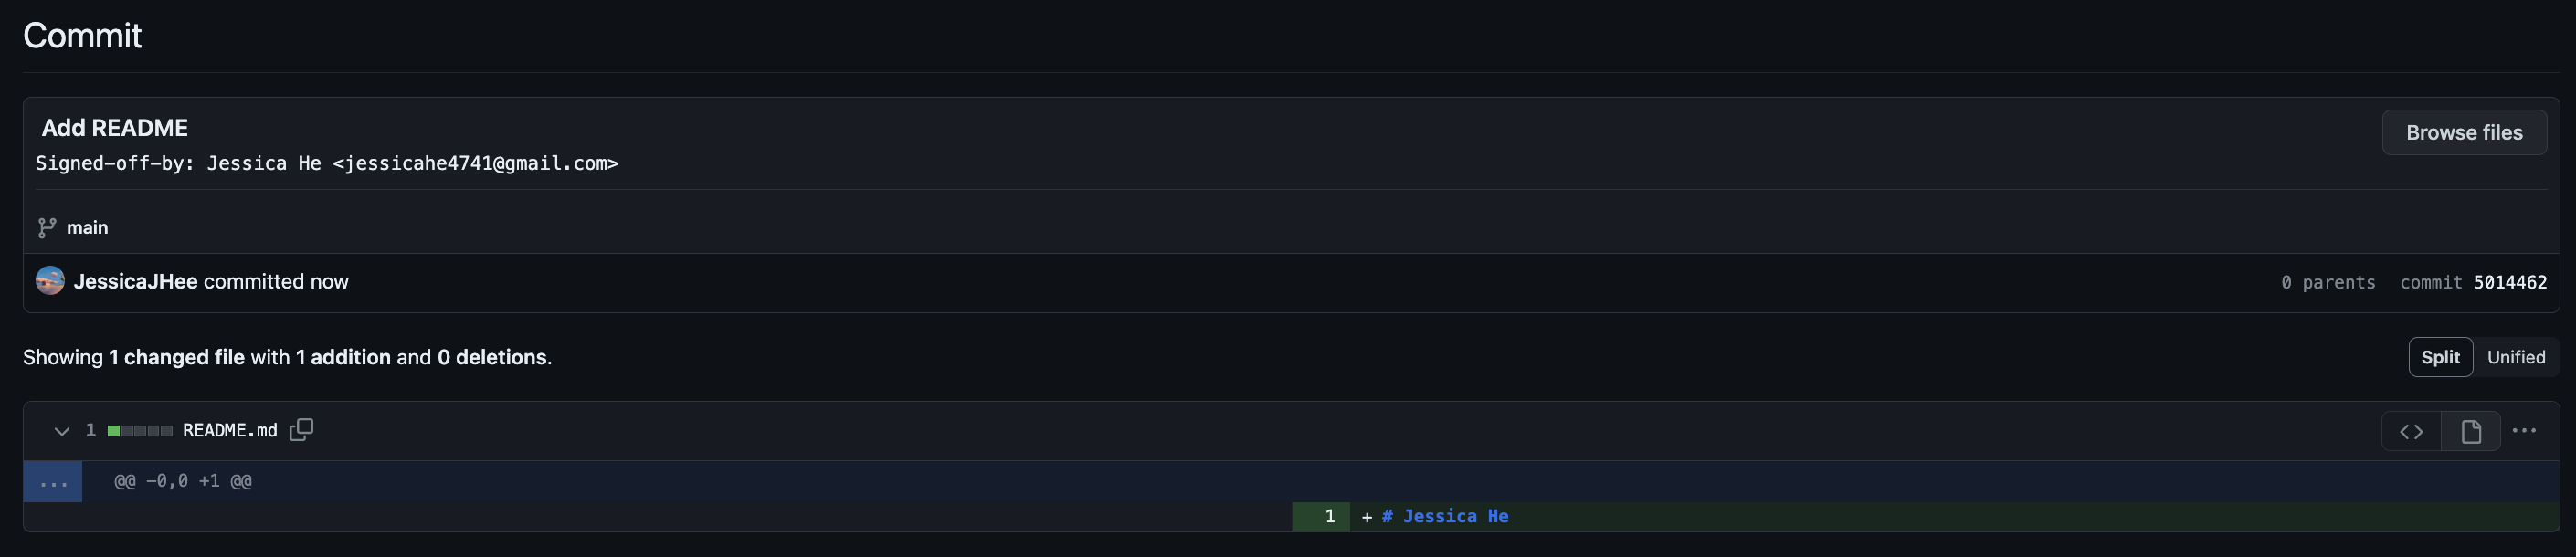 Commit
Add README
Browse files
Signed-off-by: Jessica He <jessicahe4741@gmail.com>
main
JessicaJHee committed now
0 parents commit 5014462
Showing 1 changed file with 1 addition and 0 deletions.
Split Unified
1 README.md
... @@ -0,0 +1 @@
1 + # Jessica He